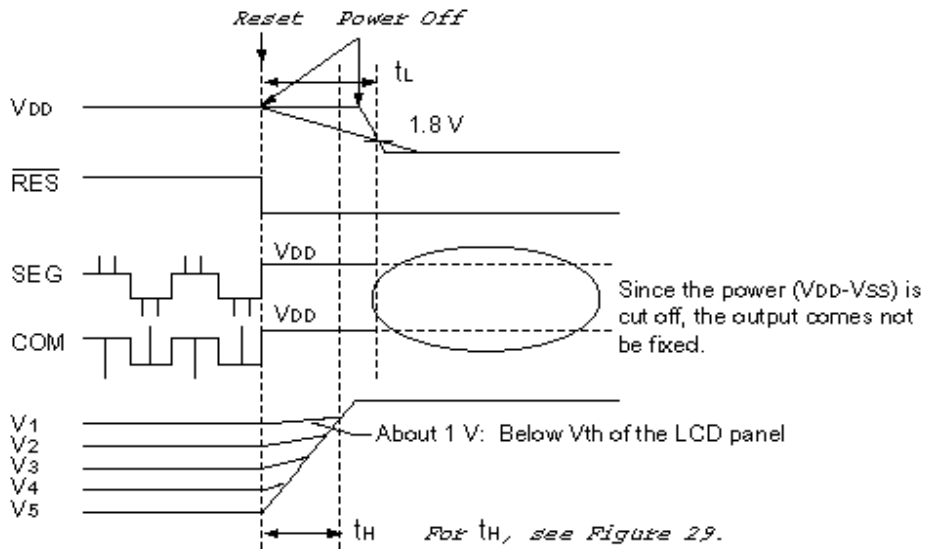 Reset Power Off
tL
VDD
1.8 V
RES
VDD
SEG
Since the power (VDD-VSS) is
cut off, the output comes not
be fixed.
VDD
COM
V1
About 1 V: Below Vth of the LCD panel
V2
V3
V4
V5
tH For tH, see Figure 29.